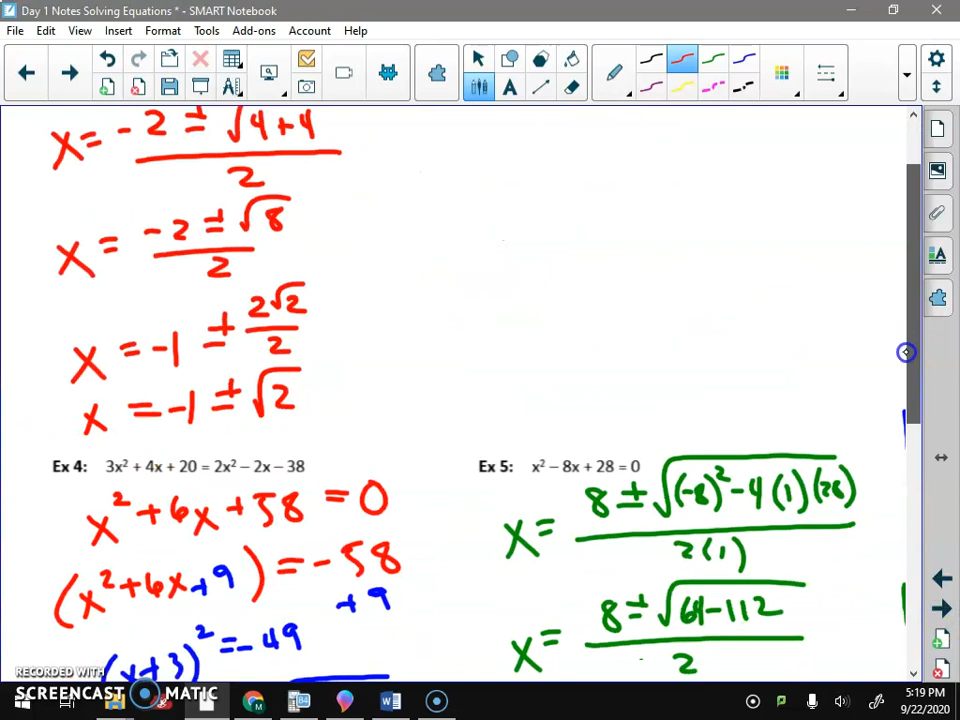 Day 1 Notes Solving Equations * - SMART Notebook
File Edit View Insert Format Tools Add-ons Account Help
x = -2 ± √4+4
2
x = -2 ± √8
2
x = -1 ± 2√2
2
x = -1 ± √2
Ex 4: 3x² + 4x + 20 = 2x² – 2x – 38
x² + 6x + 58 = 0
(x² + 6x + 9) = -58
+9
(x+3)² = -49
Ex 5: x² – 8x + 28 = 0
x = 8 ± √(-8)² - 4(1)(28)
2(1)
x = 8 ± √64-112
2
RECORDED WITH
SCREENCAST MATIC
5:19 PM
9/22/2020